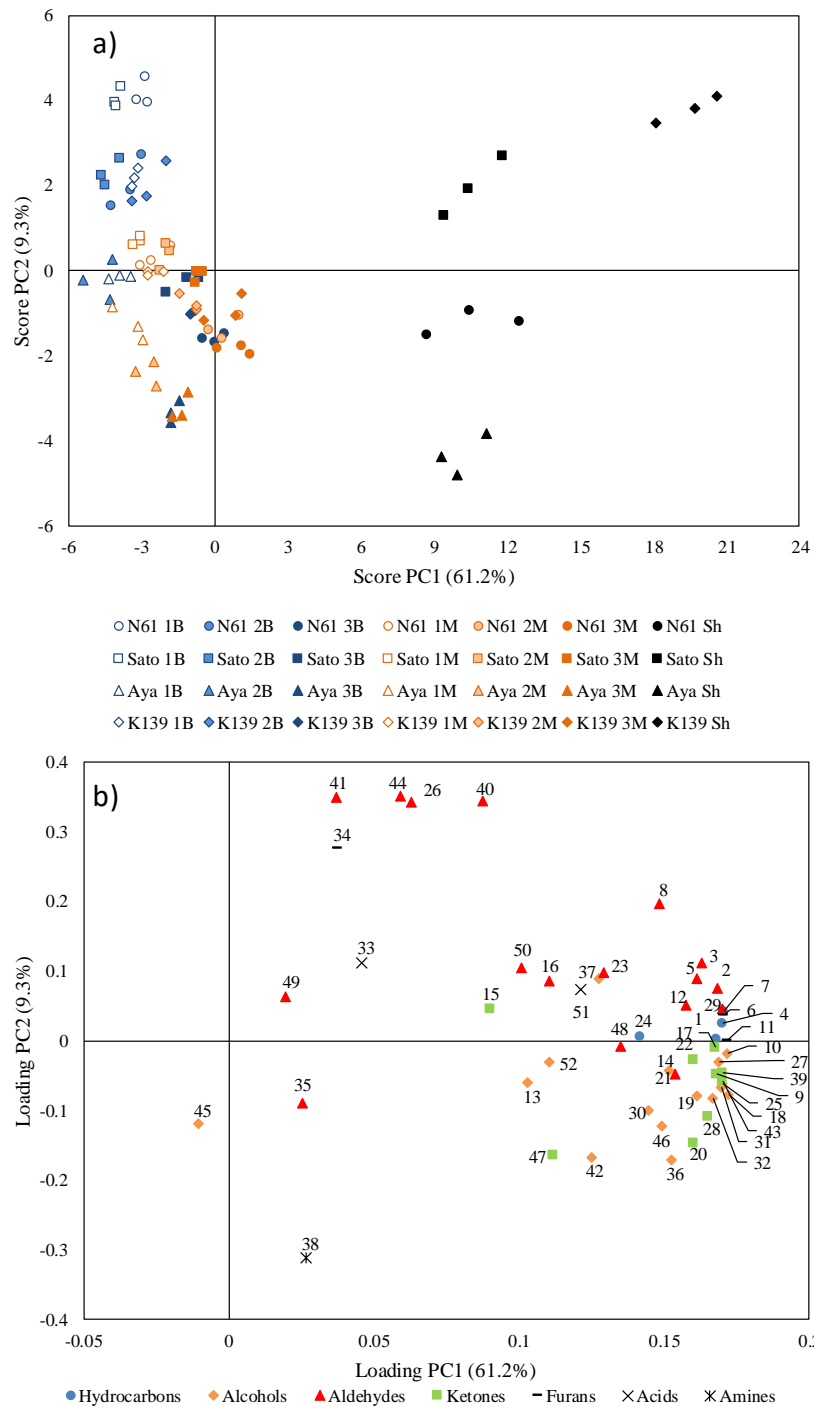 a)
6
4
2
0
-2
-4
-6
Score PC2 (9.3%)
-6 -3 0 3 6 9 12 15 18 21 24
Score PC1 (61.2%)
N61 1B N61 2B N61 3B N61 1M N61 2M N61 3M N61 Sh
Sato 1B Sato 2B Sato 3B Sato 1M Sato 2M Sato 3M Sato Sh
Aya 1B Aya 2B Aya 3B Aya 1M Aya 2M Aya 3M Aya Sh
K139 1B K139 2B K139 3B K139 1M K139 2M K139 3M K139 Sh
b)
0.4
0.3
0.2
0.1
0
-0.1
-0.2
-0.3
-0.4
Loading PC2 (9.3%)
41 44 26 40
34
8
33
49
50 16 37 23 5 3 2
15 51 12 29 7
24 1 6 4
48 17 22 11
35
45
13 52
14 21 10 27
39
19 9
30 25
46 28 18
43
31
47 42 36 20 32
38
0 0.05 0.1 0.15
Loading PC1 (61.2%)
Hydrocarbons Alcohols Aldehydes Ketones Furans Acids Amines